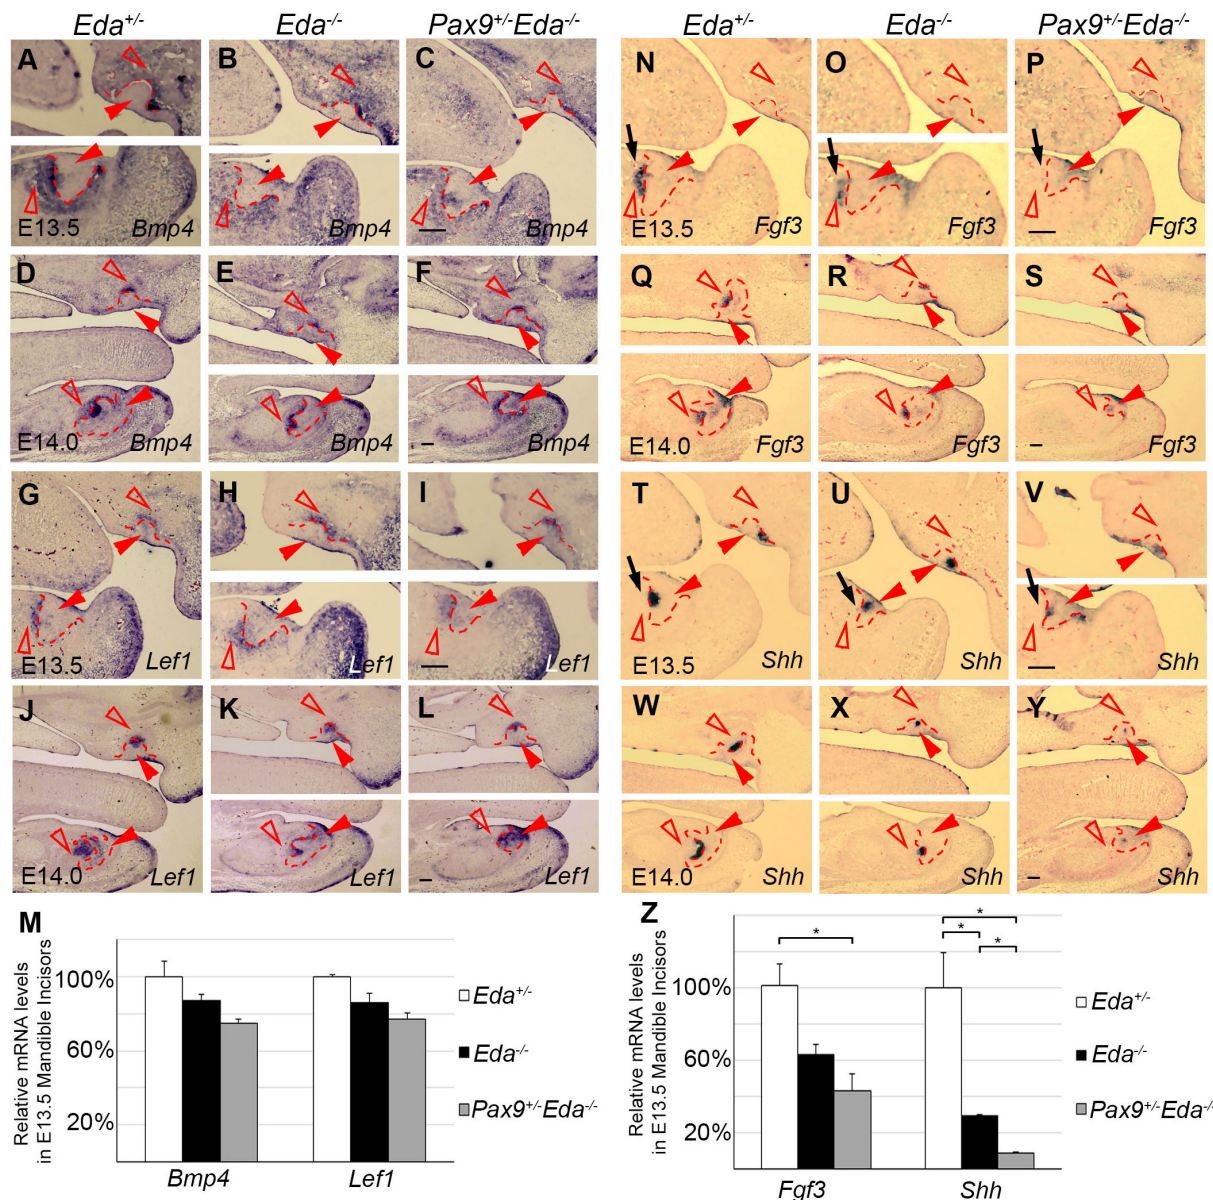 Eda+/- Eda-/- Pax9+/-Eda-/- Eda+/- Eda-/- Pax9+/-Eda-/-
A B C N O P
E13.5 Bmp4 Bmp4 Bmp4 E13.5 Fgf3 Fgf3 Fgf3
D E F Q R S
E14.0 Bmp4 Bmp4 Bmp4 E14.0 Fgf3 Fgf3 Fgf3
G H I T U V
E13.5 Lef1 Lef1 Lef1 E13.5 Shh Shh Shh
J K L W X Y
E14.0 Lef1 Lef1 Lef1 E14.0 Shh Shh Shh
M
Relative mRNA levels
in E13.5 Mandible Incisors
100%
60%
20%
Bmp4 Lef1
Eda+/-
Eda-/-
Pax9+/-Eda-/-
Z
Relative mRNA levels
in E13.5 Mandible Incisors
100%
60%
20%
* * * *
Fgf3 Shh
Eda+/-
Eda-/-
Pax9+/-Eda-/-